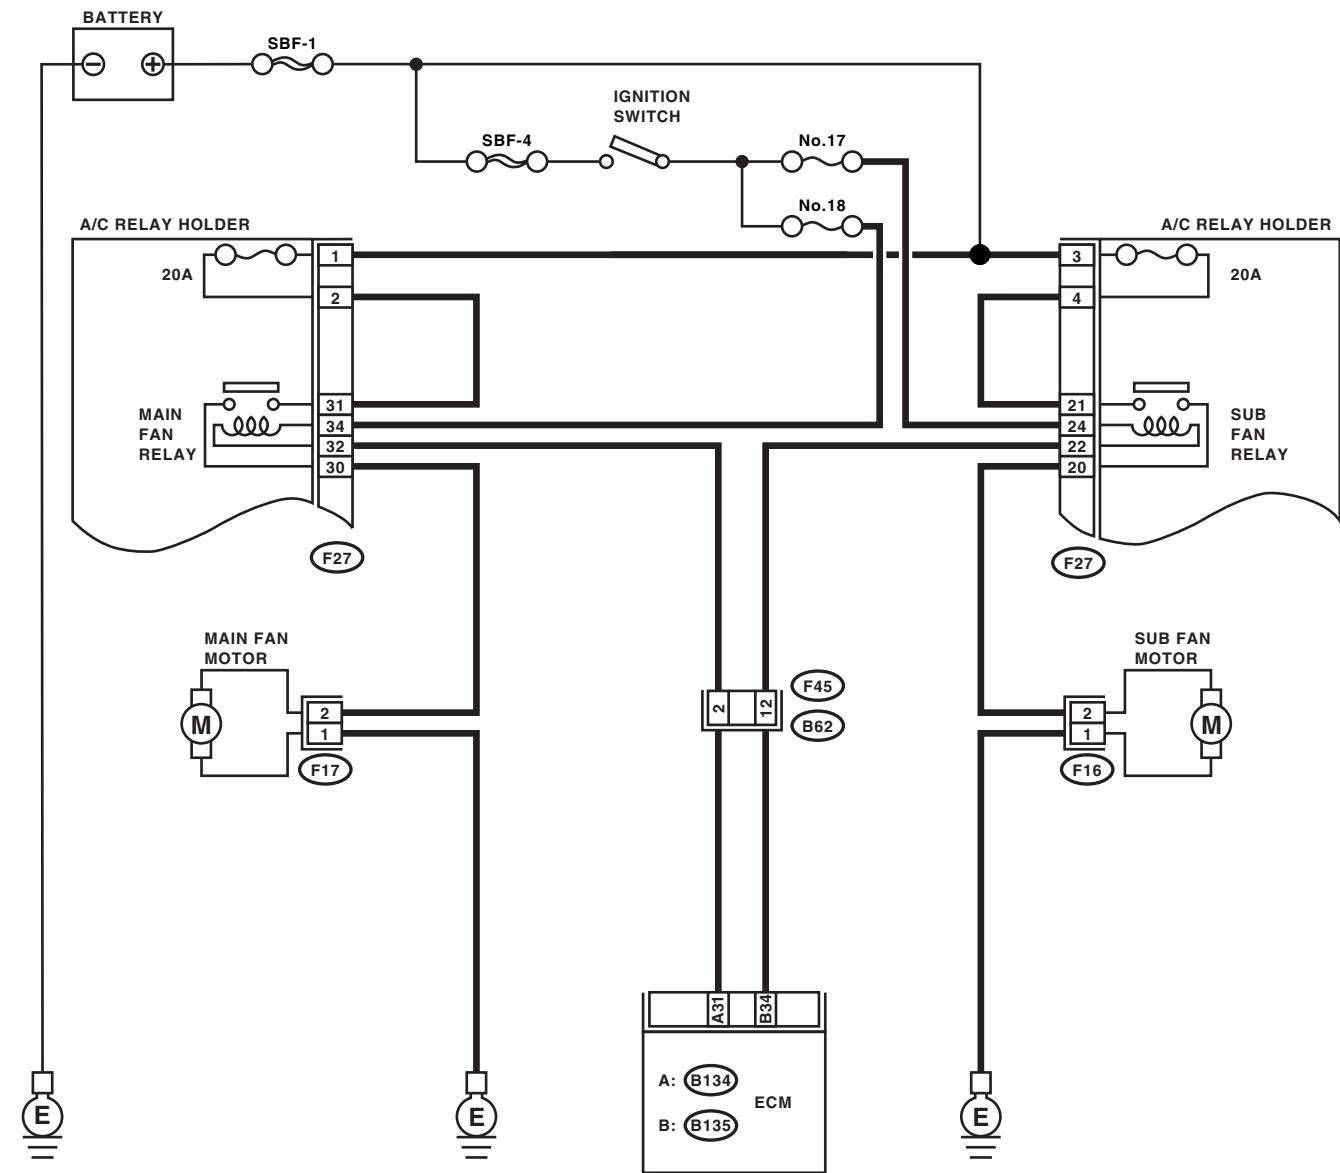 BATTERY
SBF-1
IGNITION
SWITCH
SBF-4
No.17
No.18
A/C RELAY HOLDER
A/C RELAY HOLDER
1
3
20A
20A
2
4
31
21
MAIN
FAN
RELAY
34
24
SUB
FAN
RELAY
32
22
30
20
F27
F27
MAIN FAN
MOTOR
SUB FAN
MOTOR
F45
2
12
B62
M
2
1
2
1
M
F17
F16
A31
B34
A: B134
ECM
B: B135
E
E
E